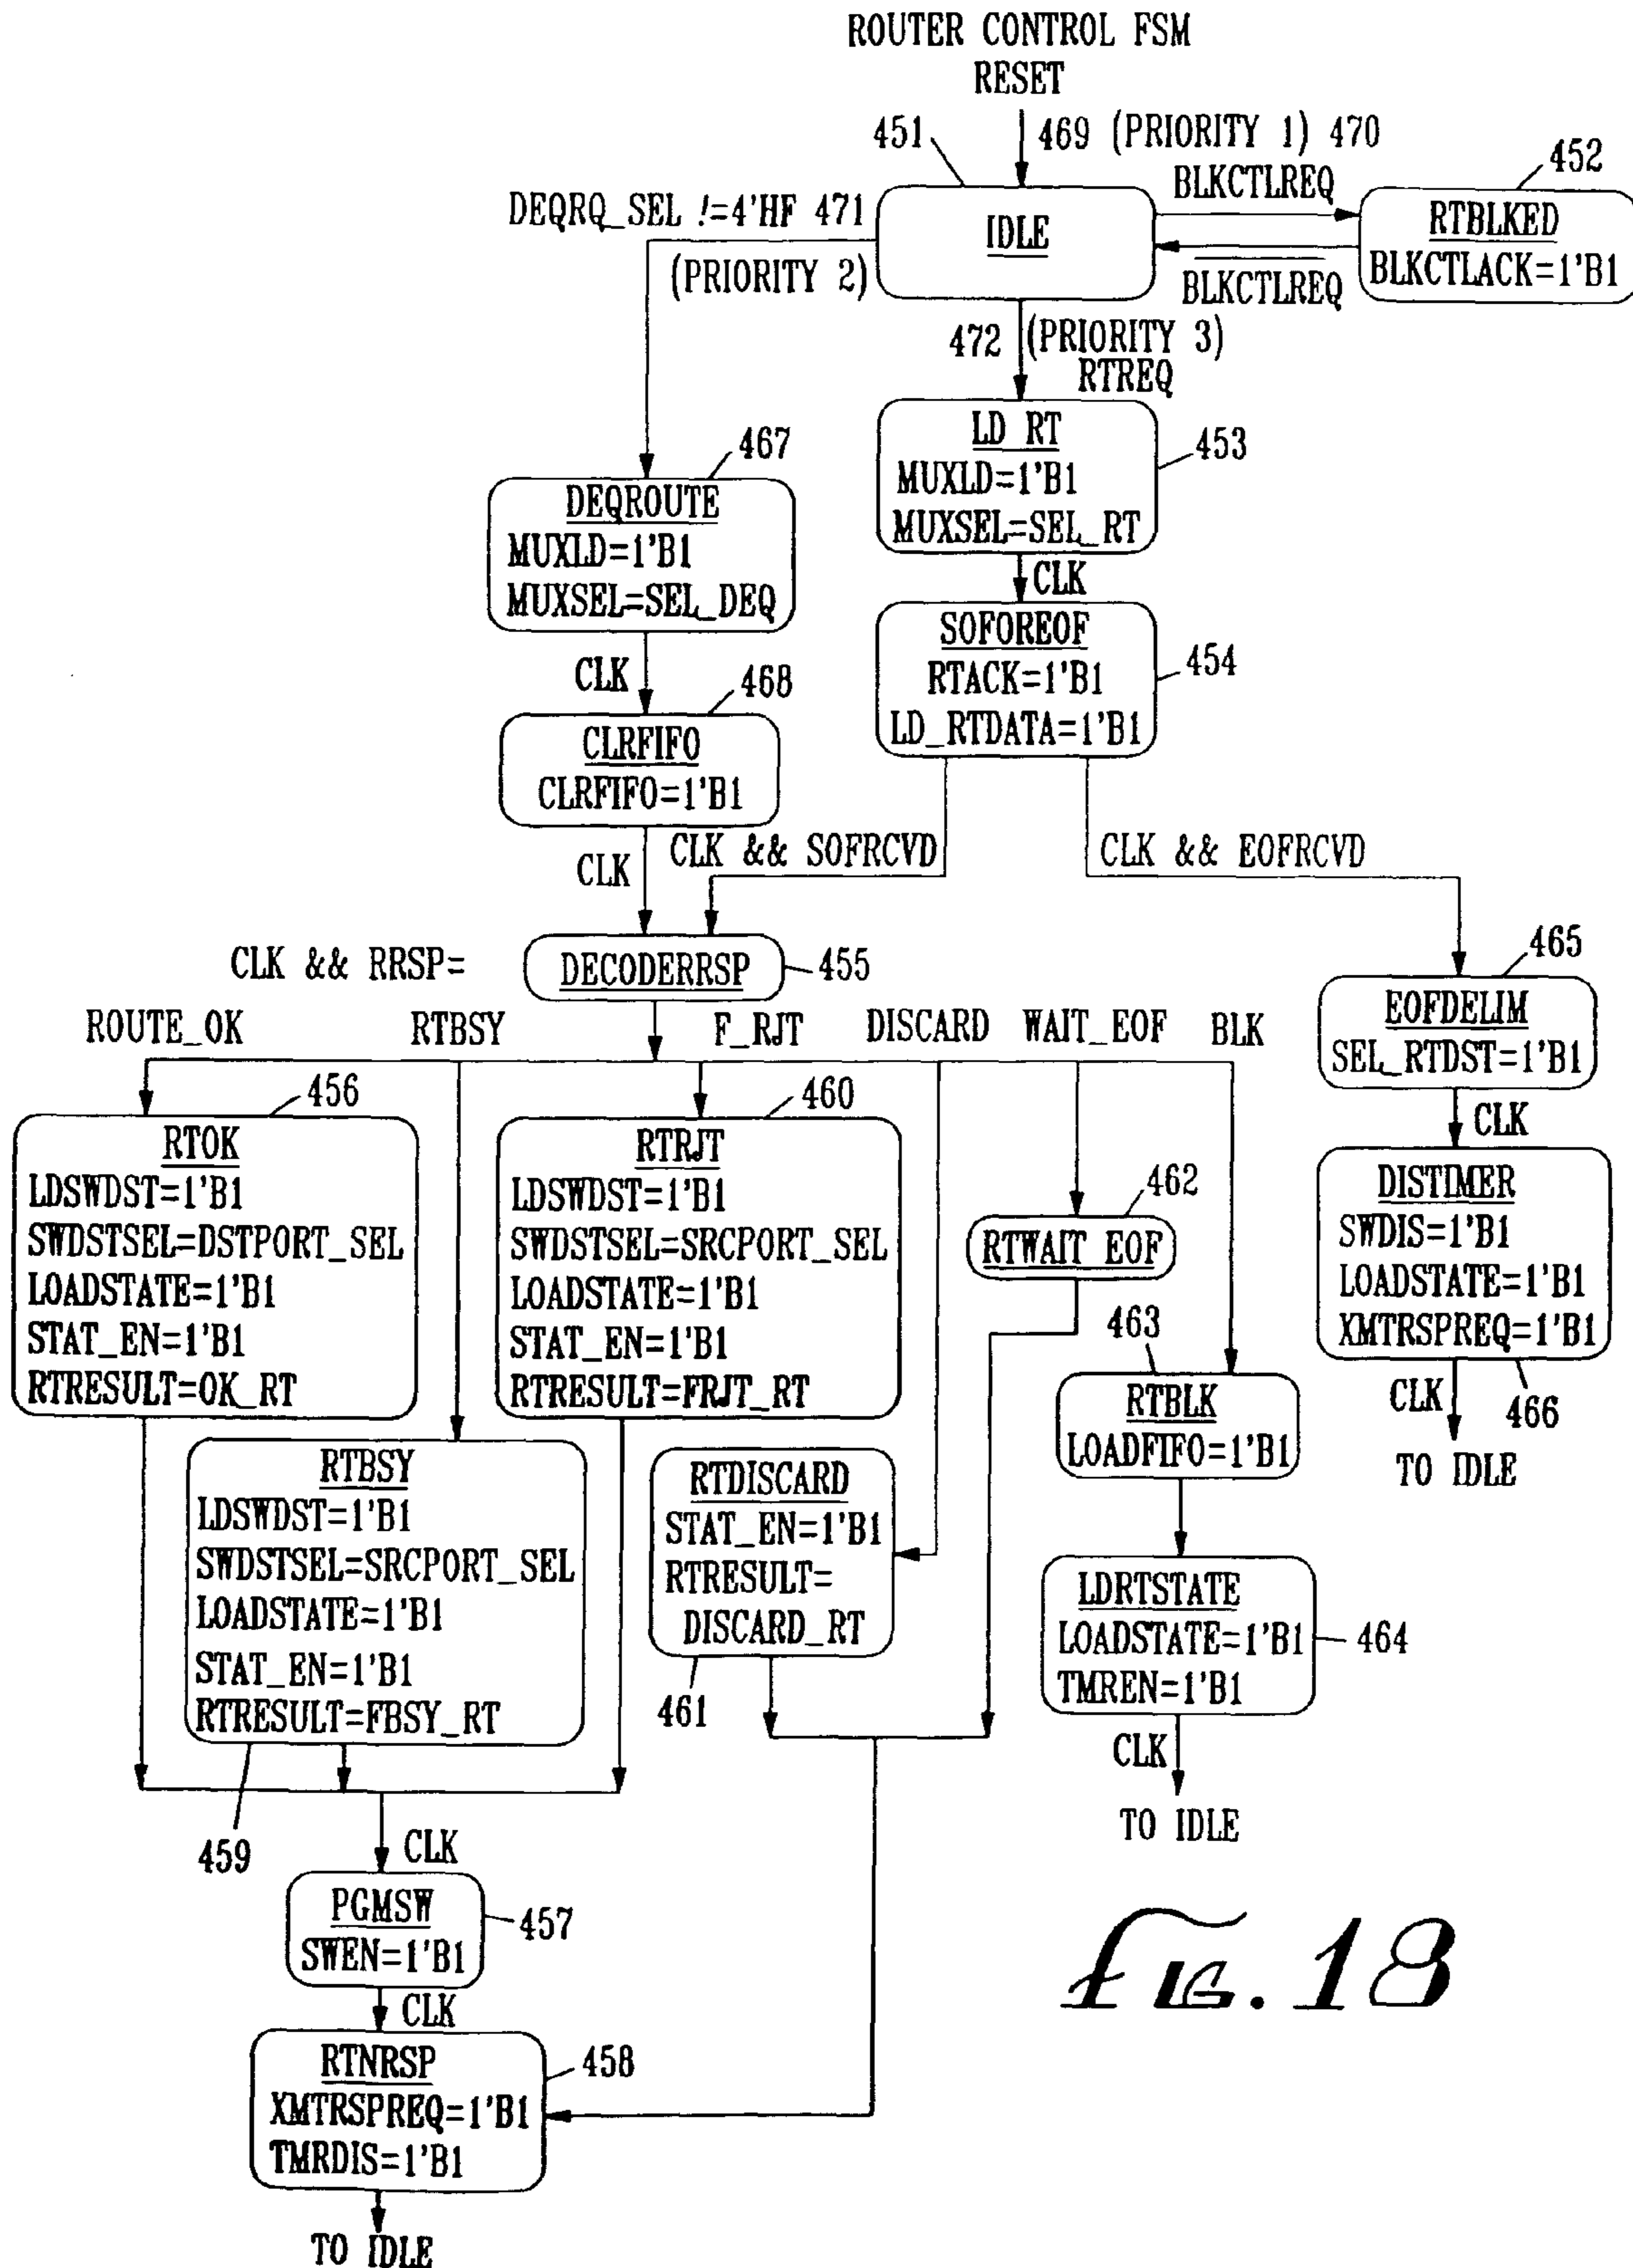 ROUTER CONTROL FSM
RESET
451
469 (PRIORITY 1) 470
452
DEQRQ_SEL !=4'HF 471
(PRIORITY 2)
IDLE
BLKCTLREQ
BLKCTLREQ
RTBLKED
BLKCTLACK=1'B1
472 (PRIORITY 3)
RTREQ
467
DEQROUTE
MUXLD=1'B1
MUXSEL=SEL_DEQ
LD RT
MUXLD=1'B1
MUXSEL=SEL_RT
453
CLK
CLK
SOFOREOF
RTACK=1'B1
LD_RTDATA=1'B1
454
468
CLRFIFO
CLRFIFO=1'B1
CLK
CLK && SOFRCVD
CLK && EOFRCVD
CLK && RRSP=
DECODERRSP
455
465
EOFDELIM
SEL_RTDST=1'B1
CLK
DISTIMER
SWDIS=1'B1
LOADSTATE=1'B1
XMTRSPREQ=1'B1
CLK
466
TO IDLE
ROUTE_OK
RTBSY
F_RJT
DISCARD
WAIT_EOF
BLK
456
RTOK
LDSWDST=1'B1
SWDSTSEL=DSTPORT_SEL
LOADSTATE=1'B1
STAT_EN=1'B1
RTRESULT=OK_RT
460
RTRJT
LDSWDST=1'B1
SWDSTSEL=SRCPORT_SEL
LOADSTATE=1'B1
STAT_EN=1'B1
RTRESULT=FRJT_RT
462
RTWAIT EOF
463
RTBLK
LOADFIFO=1'B1
RTBSY
LDSWDST=1'B1
SWDSTSEL=SRCPORT_SEL
LOADSTATE=1'B1
STAT_EN=1'B1
RTRESULT=FBSY_RT
459
RTDISCARD
STAT_EN=1'B1
RTRESULT=
DISCARD_RT
461
LDRTSTATE
LOADSTATE=1'B1
TMREN=1'B1
464
CLK
TO IDLE
CLK
PGMSW
SWEN=1'B1
457
CLK
RTNRSP
XMTRSPREQ=1'B1
TMRDIS=1'B1
458
TO IDLE
FIG. 18